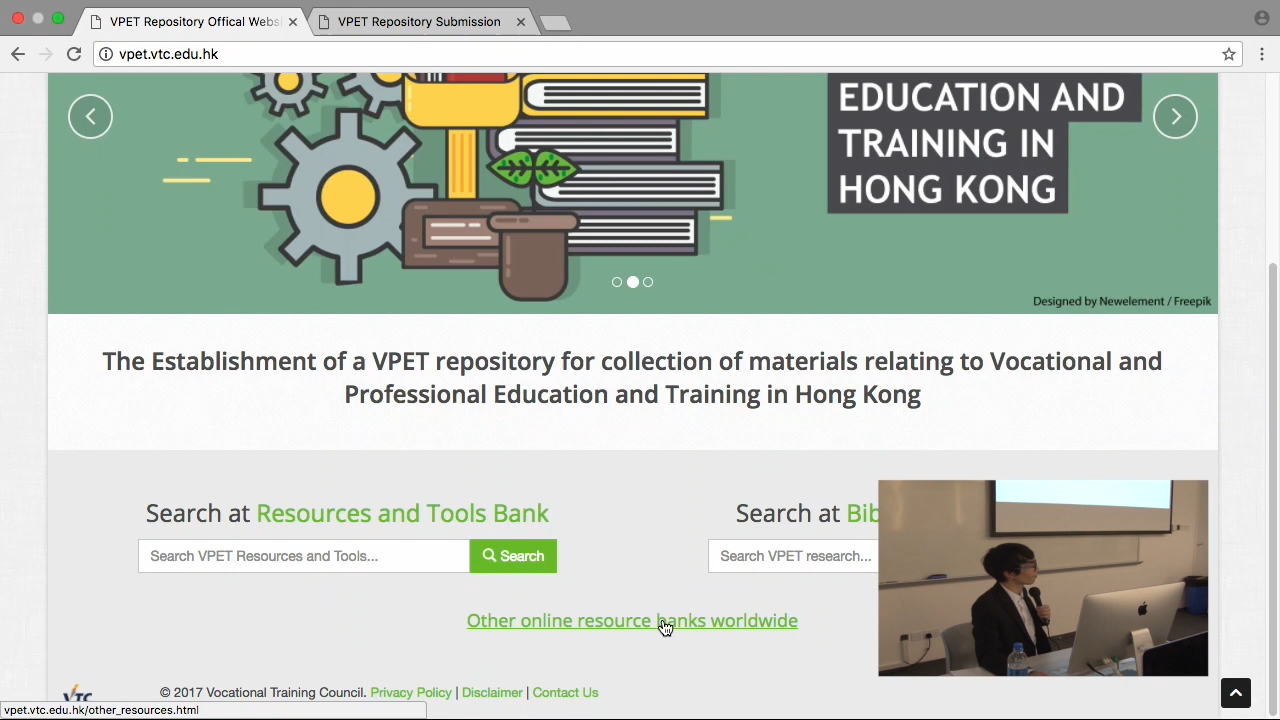 VPET Repository Offical Webs
VPET Repository Submission
vpet.vtc.edu.hk
EDUCATION AND
TRAINING IN
HONG KONG
Designed by Newelement / Freepik
The Establishment of a VPET repository for collection of materials relating to Vocational and
Professional Education and Training in Hong Kong
Search at Resources and Tools Bank
Search at Bib
Search VPET Resources and Tools...
Search
Search VPET research...
Other online resource banks worldwide
VTC
© 2017 Vocational Training Council. Privacy Policy | Disclaimer | Contact Us
vpet.vtc.edu.hk/other_resources.html